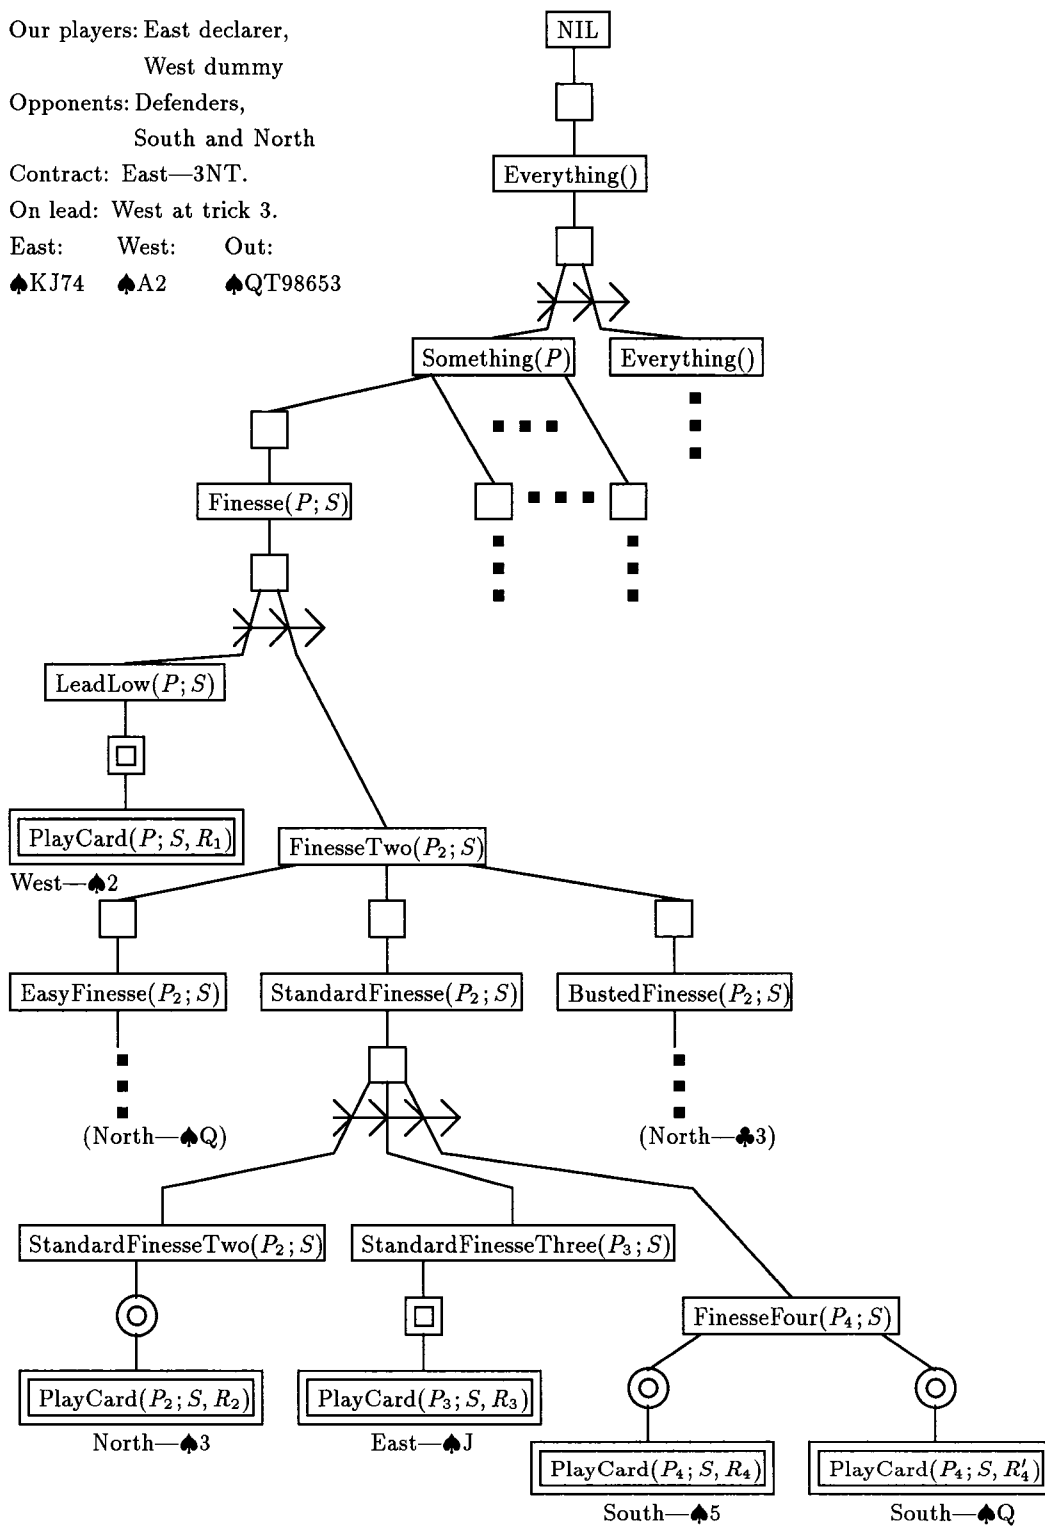 Our players: East declarer,
West dummy
Opponents: Defenders,
South and North
Contract: East—3NT.
On lead: West at trick 3.
East: West: Out:
♠KJ74 ♠A2 ♠QT98653
NIL
Everything()
Something(P) Everything()
Finesse(P; S)
LeadLow(P; S)
PlayCard(P; S, R₁)
West—♠2
FinesseTwo(P₂; S)
EasyFinesse(P₂; S) StandardFinesse(P₂; S) BustedFinesse(P₂; S)
(North—♠Q) (North—♣3)
StandardFinesseTwo(P₂; S) StandardFinesseThree(P₃; S)
FinesseFour(P₄; S)
PlayCard(P₂; S, R₂) PlayCard(P₃; S, R₃)
North—♠3 East—♠J
PlayCard(P₄; S, R₄) PlayCard(P₄; S, R₄′)
South—♠5 South—♠Q